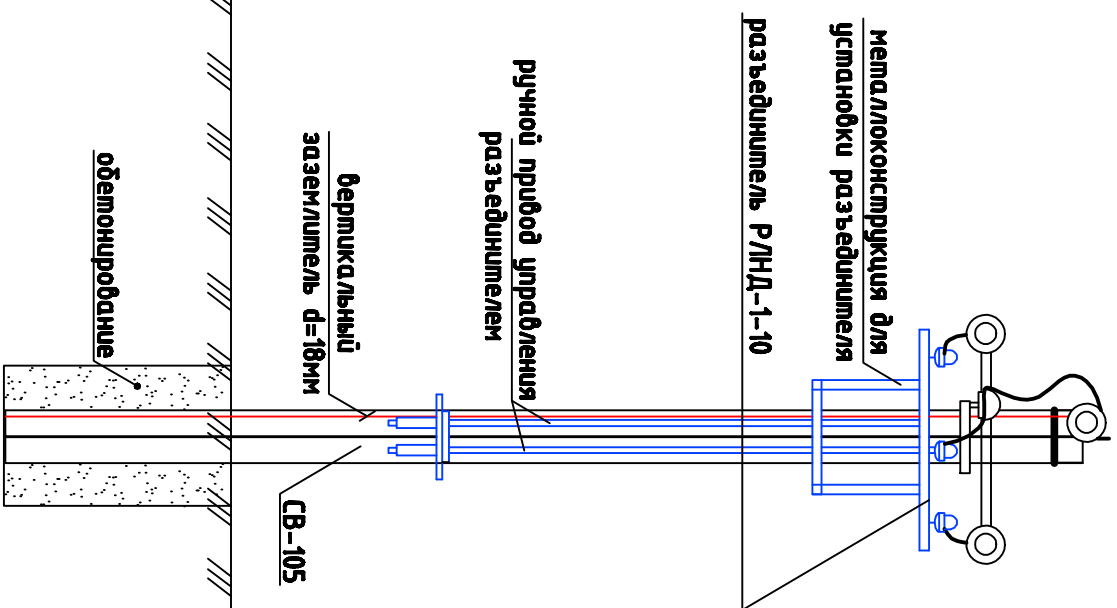 металлоконструкция для
установки разъединителя
разъединитель РЛНД-1-10
ручной привод управления
разъединителем
вертикальный
заземлитель d=18мм
СВ-105
обетонирование